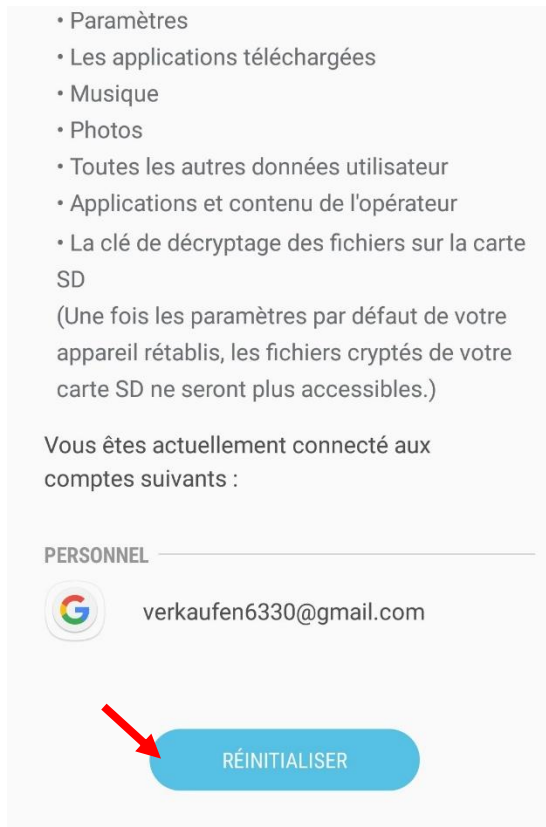 • Paramètres
• Les applications téléchargées
• Musique
• Photos
• Toutes les autres données utilisateur
• Applications et contenu de l'opérateur
• La clé de décryptage des fichiers sur la carte
SD
(Une fois les paramètres par défaut de votre
appareil rétablis, les fichiers cryptés de votre
carte SD ne seront plus accessibles.)
Vous êtes actuellement connecté aux
comptes suivants :
PERSONNEL
verkaufen6330@gmail.com
RÉINITIALISER